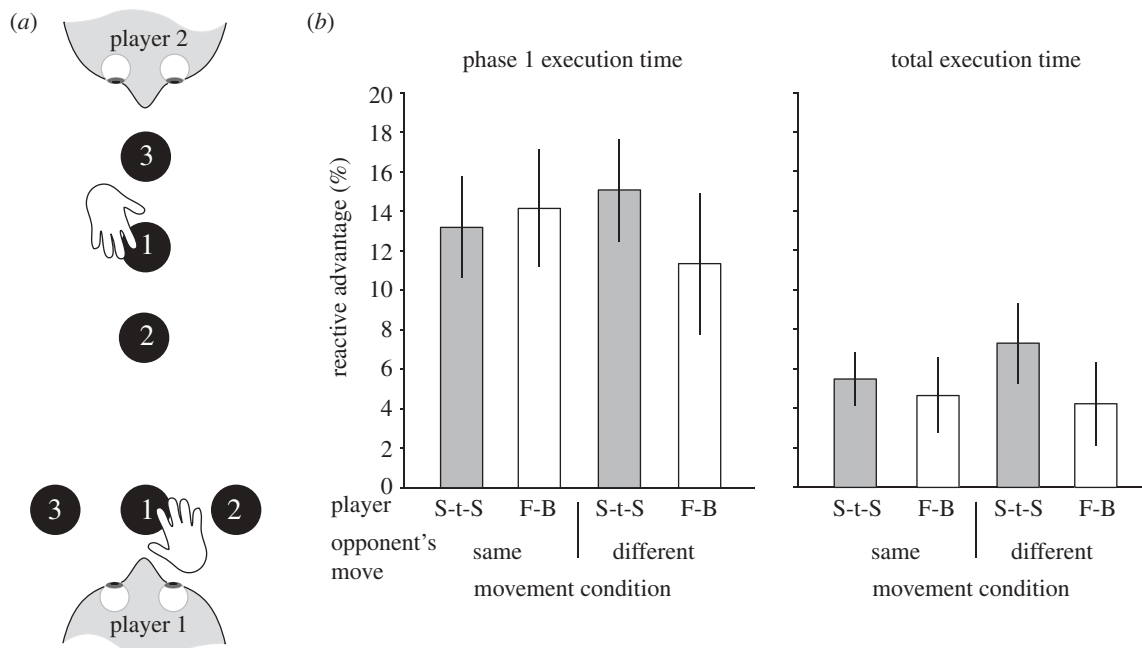 (a)
player 2
3
1
2
3 1 2
player 1
(b)
phase 1 execution time
total execution time
reactive advantage (%)
20
18
16
14
12
10
8
6
4
2
0
player S-t-S F-B S-t-S F-B S-t-S F-B S-t-S F-B
opponent's
move
same different same different
movement condition movement condition